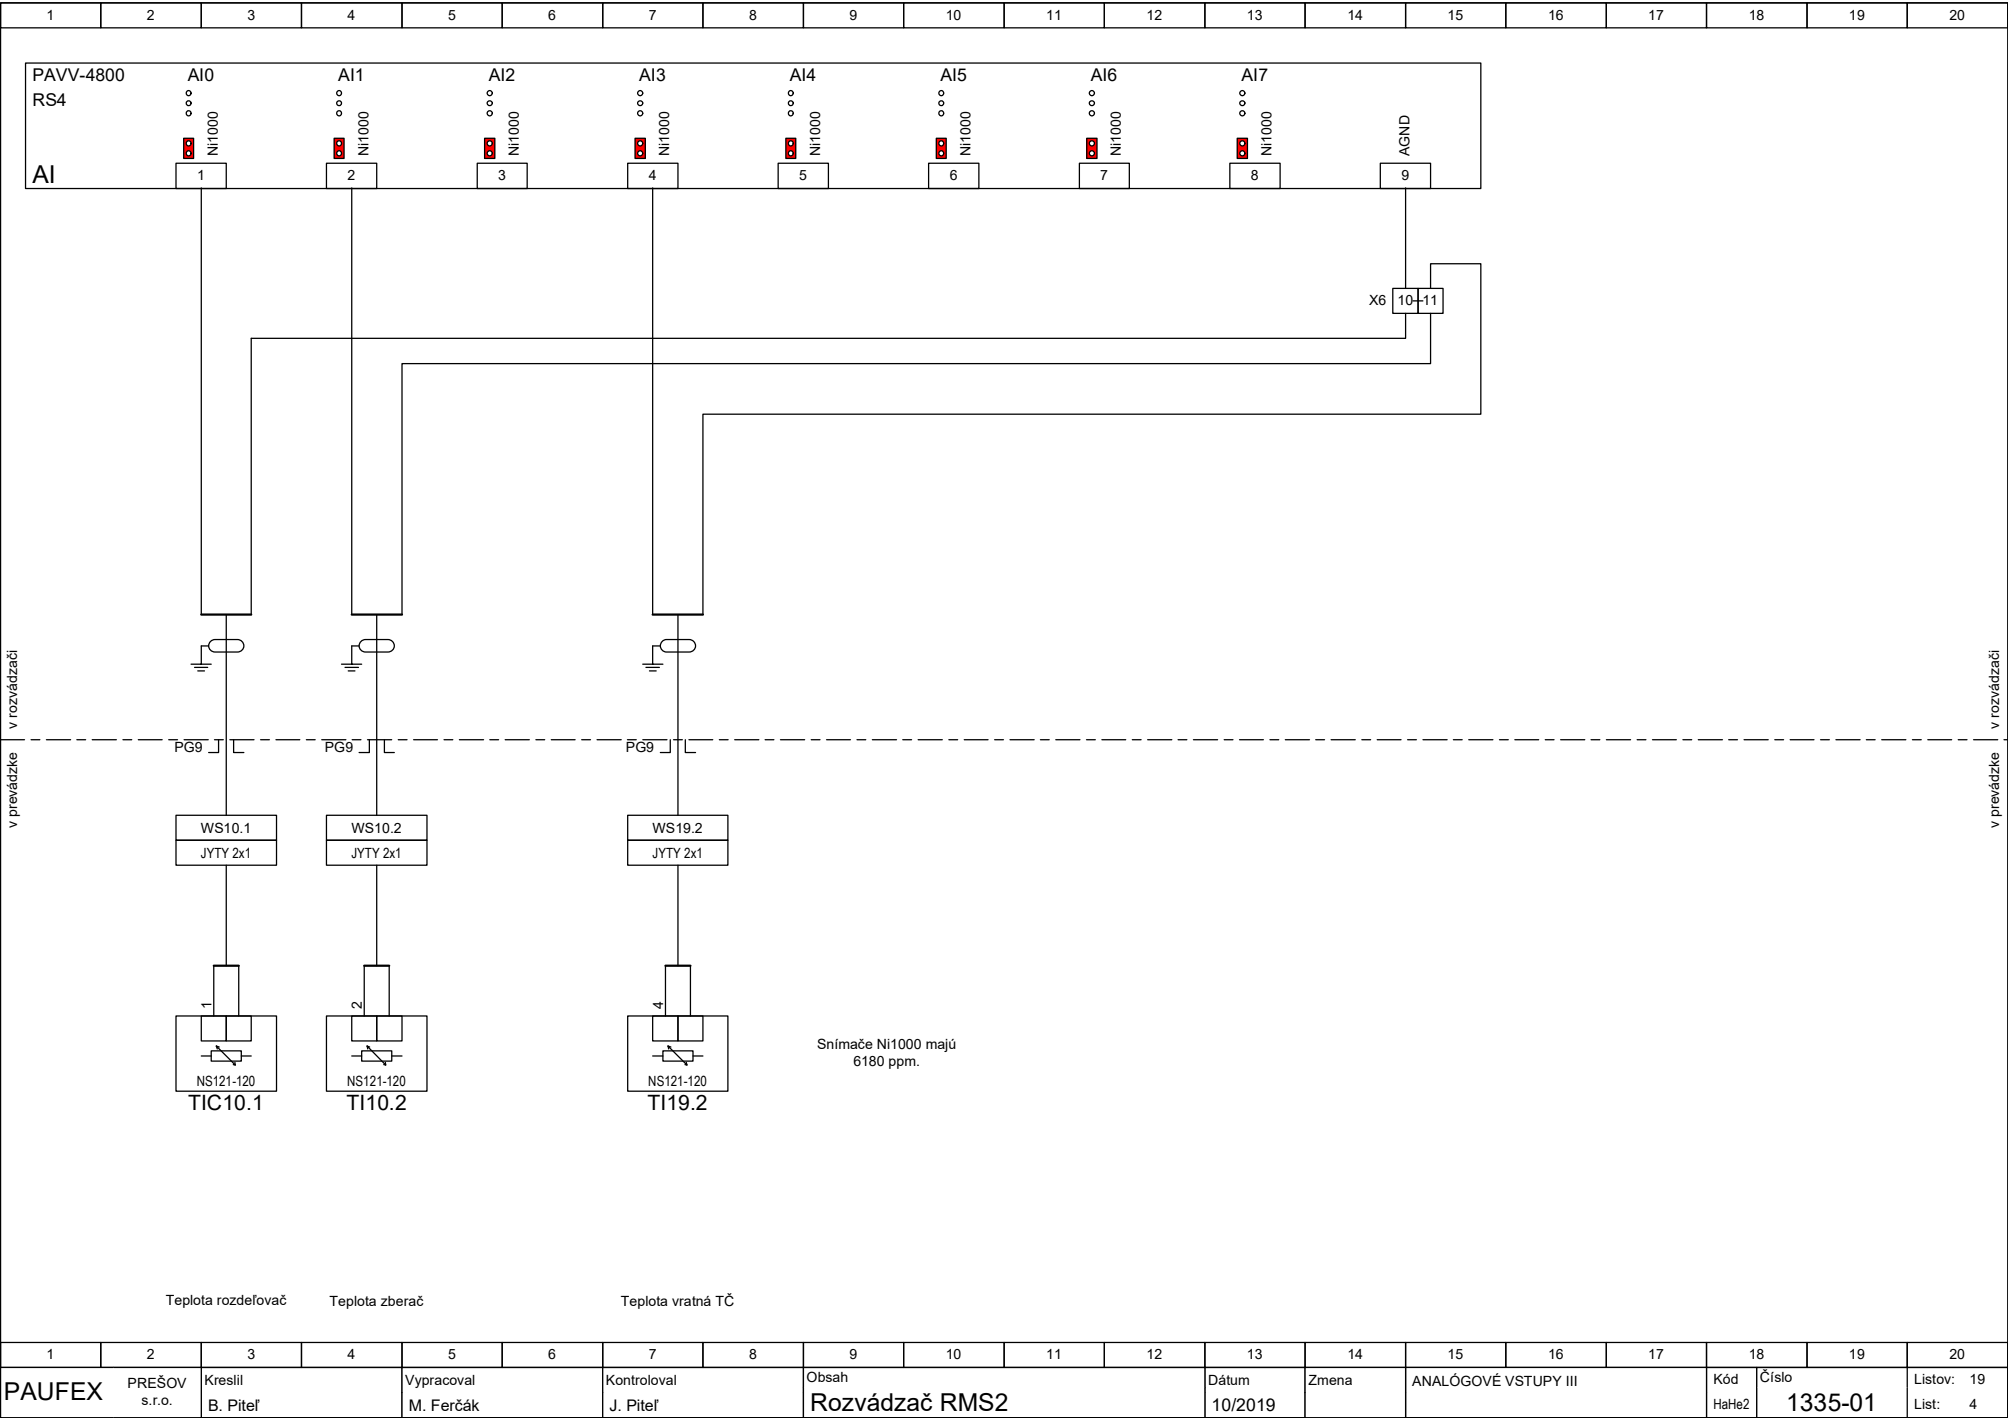 1 2 3 4 5 6 7 8 9 10 11 12 13 14 15 16 17 18 19 20
PAVV-4800 AI0 AI1 AI2 AI3 AI4 AI5 AI6 AI7
RS4
Ni1000 Ni1000 Ni1000 Ni1000 Ni1000 Ni1000 Ni1000 Ni1000 AGND
AI 1 2 3 4 5 6 7 8 9
X6 10 11
v rozvádzači v rozvádzači
PG9 PG9 PG9
v prevádzke v prevádzke
WS10.1 WS10.2 WS19.2
JYTY 2x1 JYTY 2x1 JYTY 2x1
1 2 4
Snímače Ni1000 majú
6180 ppm.
NS121-120 NS121-120 NS121-120
TIC10.1 TI10.2 TI19.2
Teplota rozdeľovač Teplota zberač Teplota vratná TČ
1 2 3 4 5 6 7 8 9 10 11 12 13 14 15 16 17 18 19 20
PAUFEX PREŠOV s.r.o.
Kreslil
B. Piteľ
Vypracoval
M. Ferčák
Kontroloval
J. Piteľ
Obsah
Rozvádzač RMS2
Dátum
10/2019
Zmena
ANALÓGOVÉ VSTUPY III
Kód
HaHe2
Číslo
1335-01
Listov: 19
List: 4